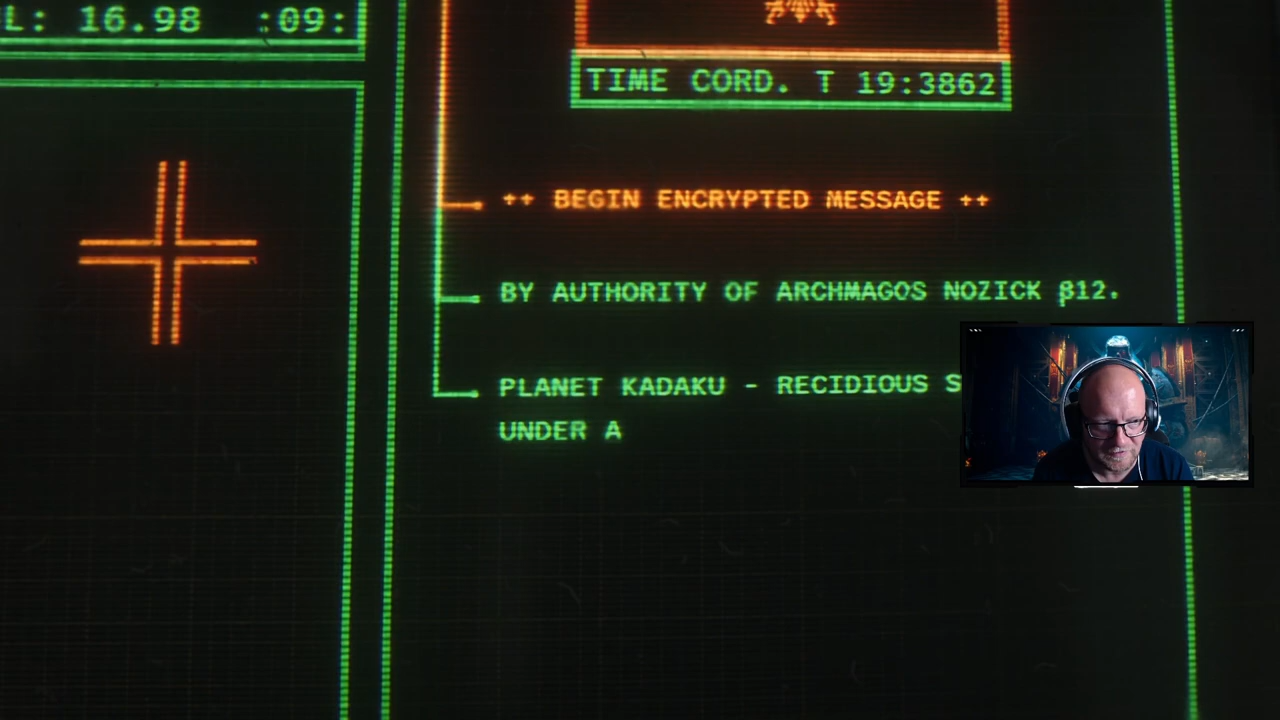 L: 16.98 :09:
TIME CORD. T 19:3862
++ BEGIN ENCRYPTED MESSAGE ++
BY AUTHORITY OF ARCHMAGOS NOZICK β12.
PLANET KADAKU - RECIDIOUS S
UNDER A